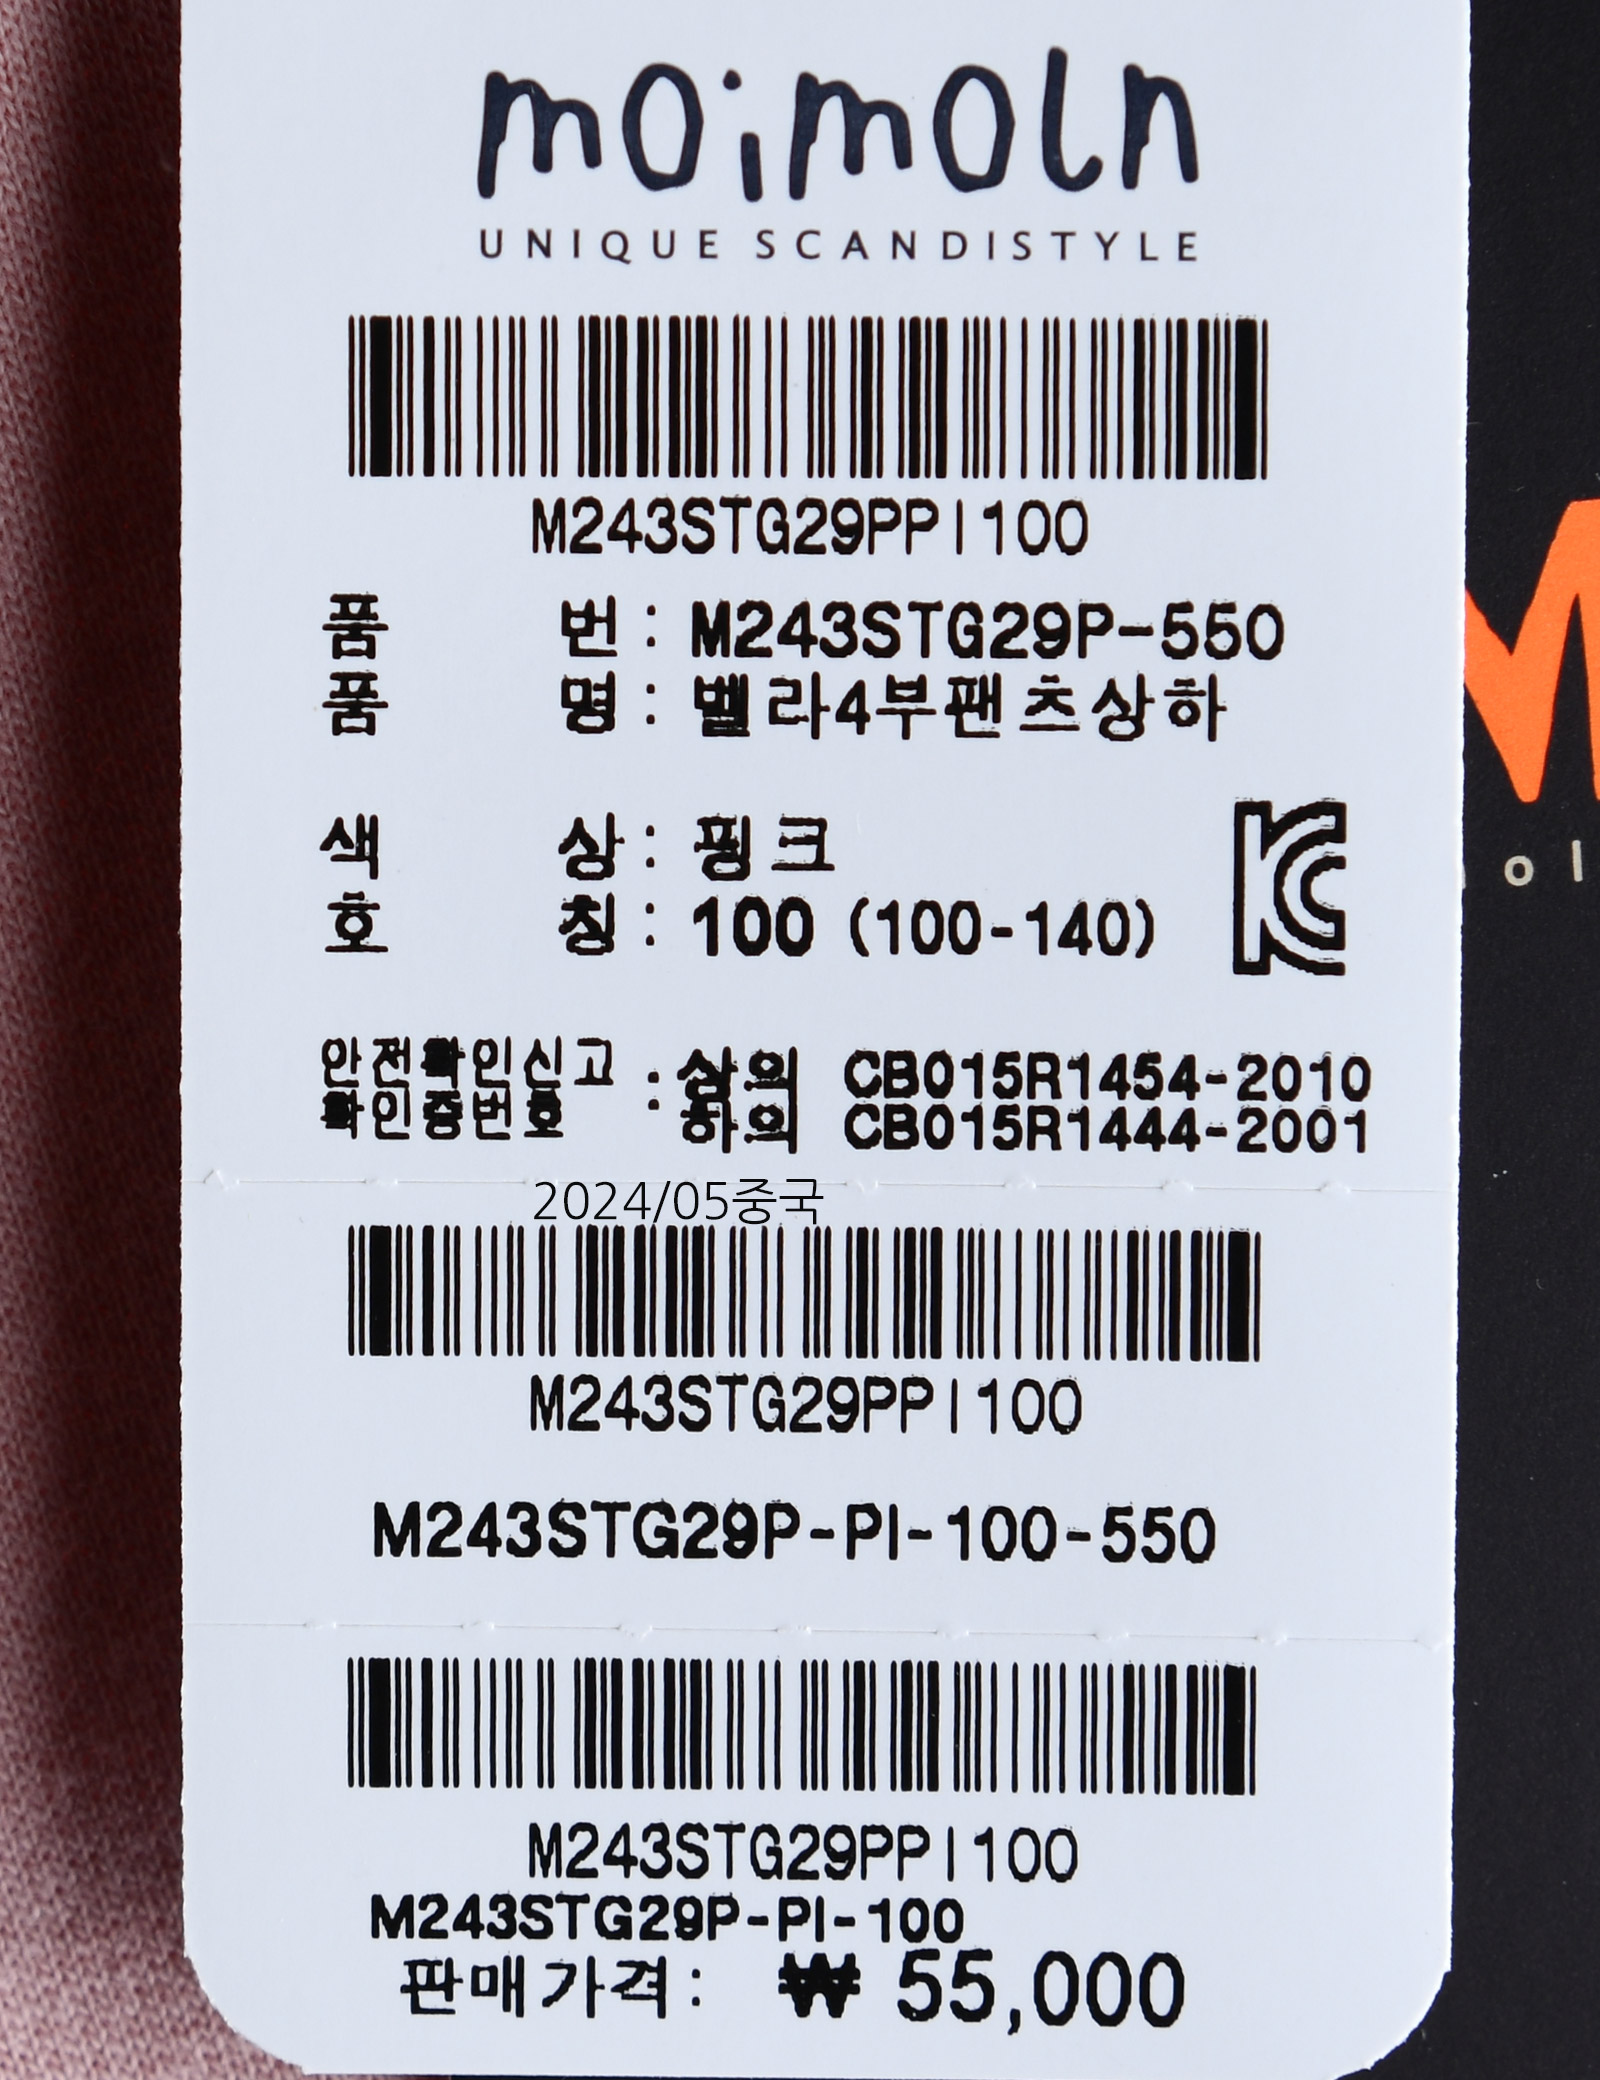 moimoln
UNIQUE SCANDISTYLE
M243STG29PPI100
품 번 : M243STG29P-550
품 명 : 벨라4부팬츠상하
색 상 : 핑크
호 칭 : 100 (100-140)
안전확인신고 확인증번호 : 상의 CB015R1454-2010
하의 CB015R1444-2001
2024/05중국
M243STG29PPI100
M243STG29P-PI-100-550
M243STG29PPI100
M243STG29P-PI-100
판매가격: ₩ 55,000
M
ol